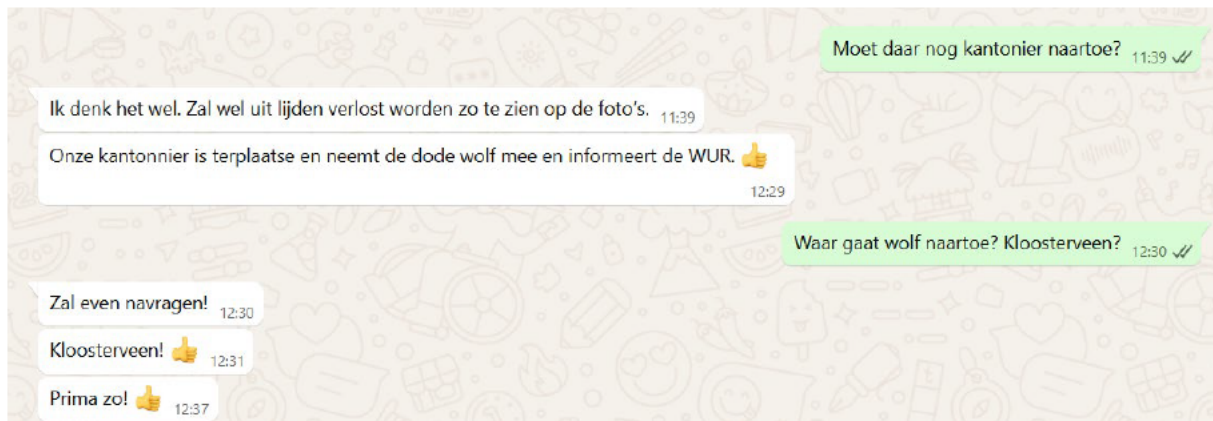 Moet daar nog kantonier naartoe? 11:39
Ik denk het wel. Zal wel uit lijden verlost worden zo te zien op de foto's. 11:39
Onze kantonnier is terplaatse en neemt de dode wolf mee en informeert de WUR. 👍
12:29
Waar gaat wolf naartoe? Kloosterveen? 12:30
Zal even navragen! 12:30
Kloosterveen! 👍 12:31
Prima zo! 👍 12:37